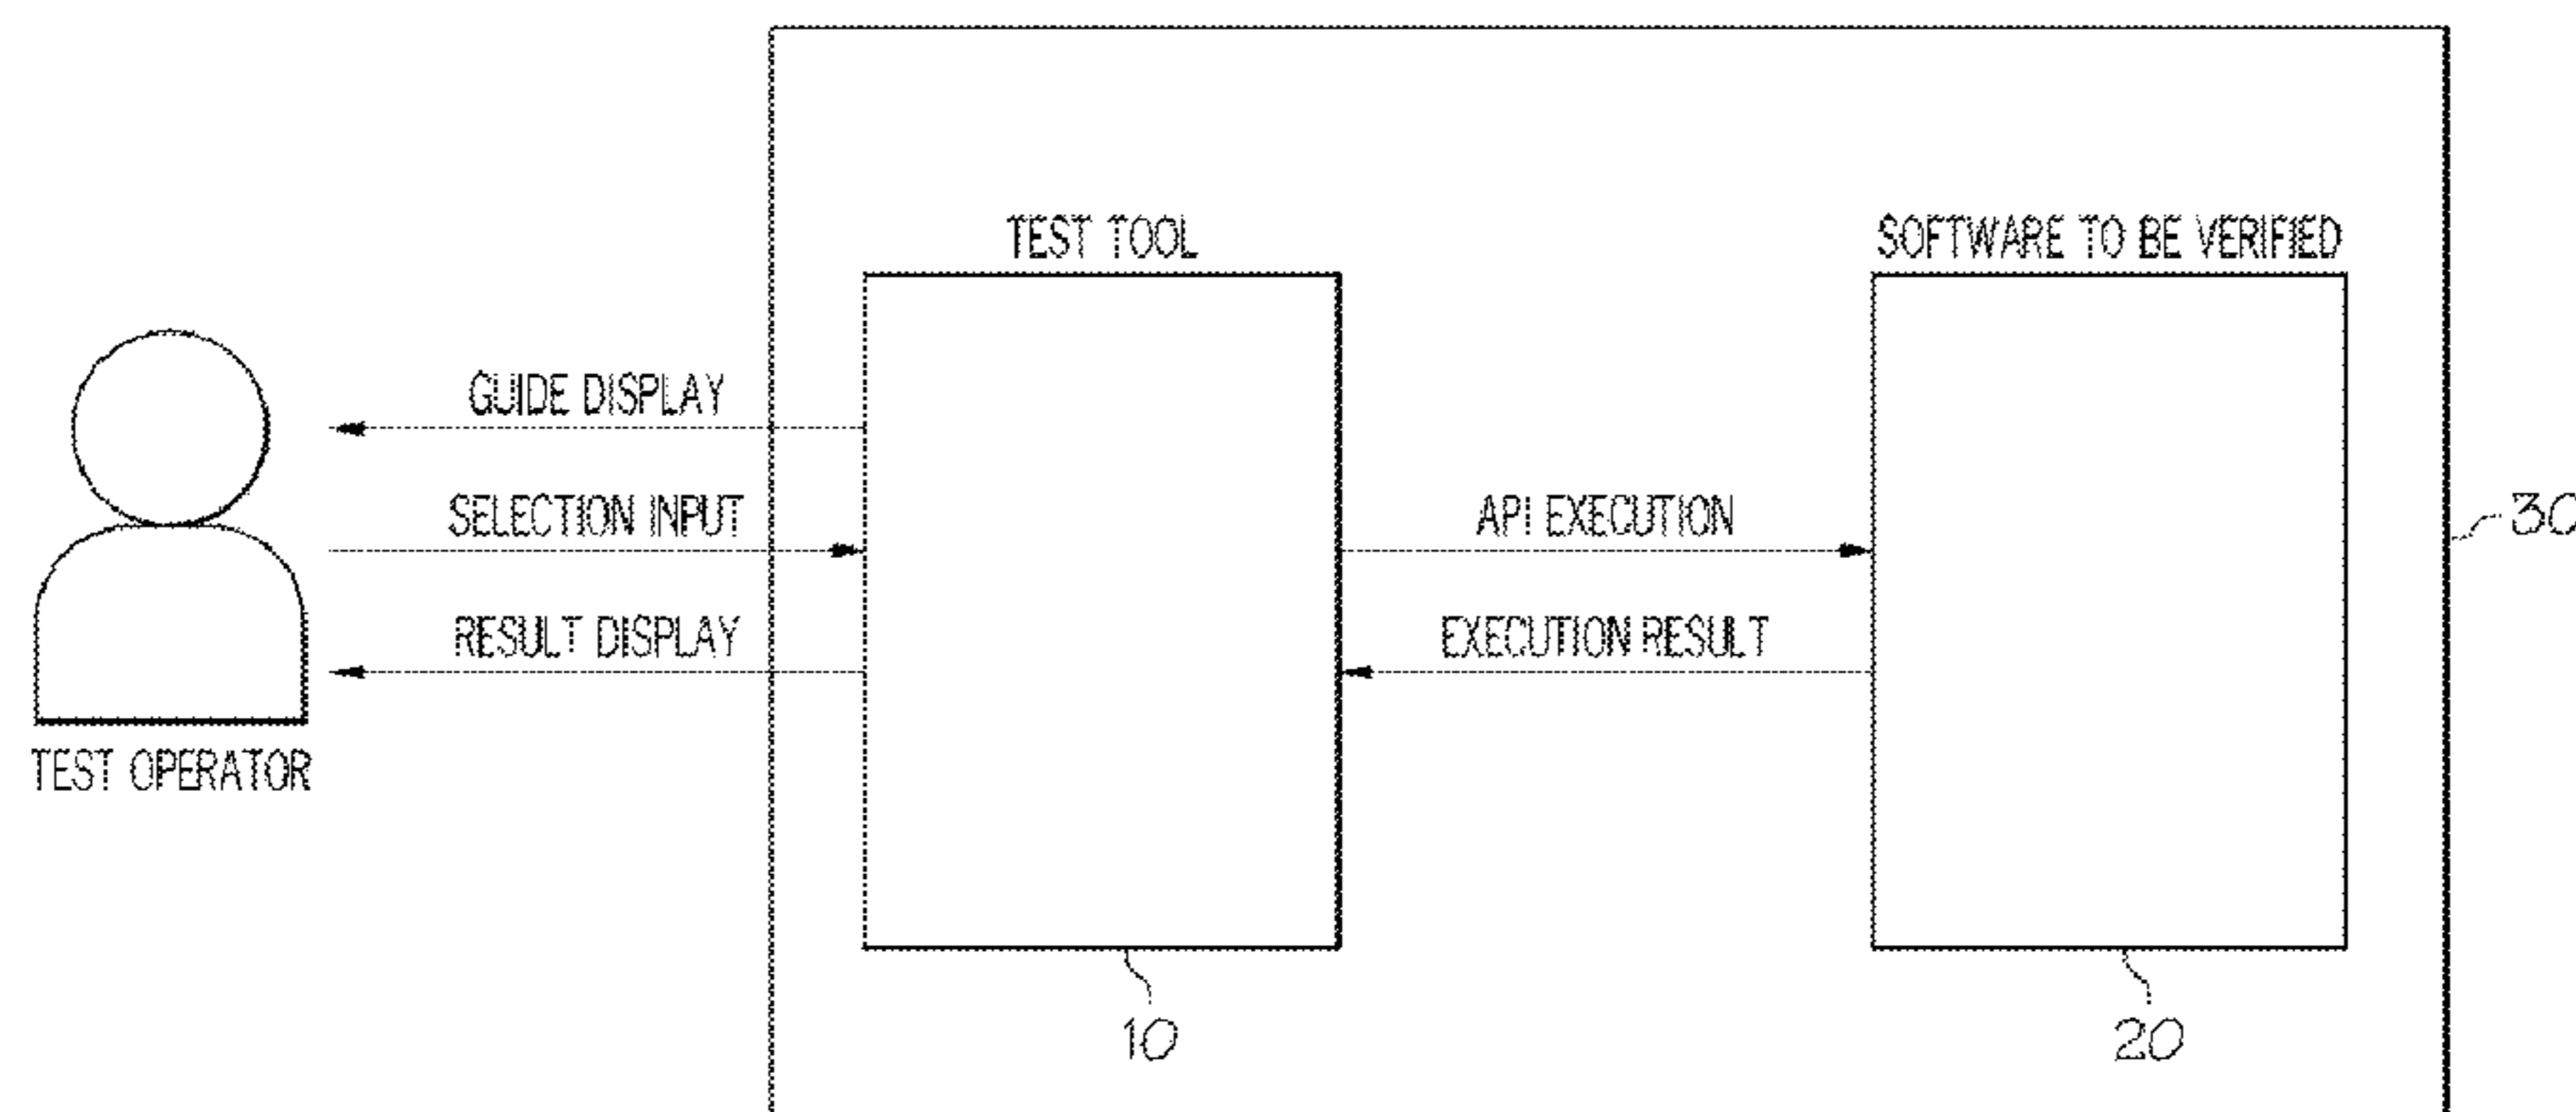 TEST TOOL
SOFTWARE TO BE VERIFIED
GUIDE DISPLAY
SELECTION INPUT
API EXECUTION
30
RESULT DISPLAY
EXECUTION RESULT
TEST OPERATOR
10
20